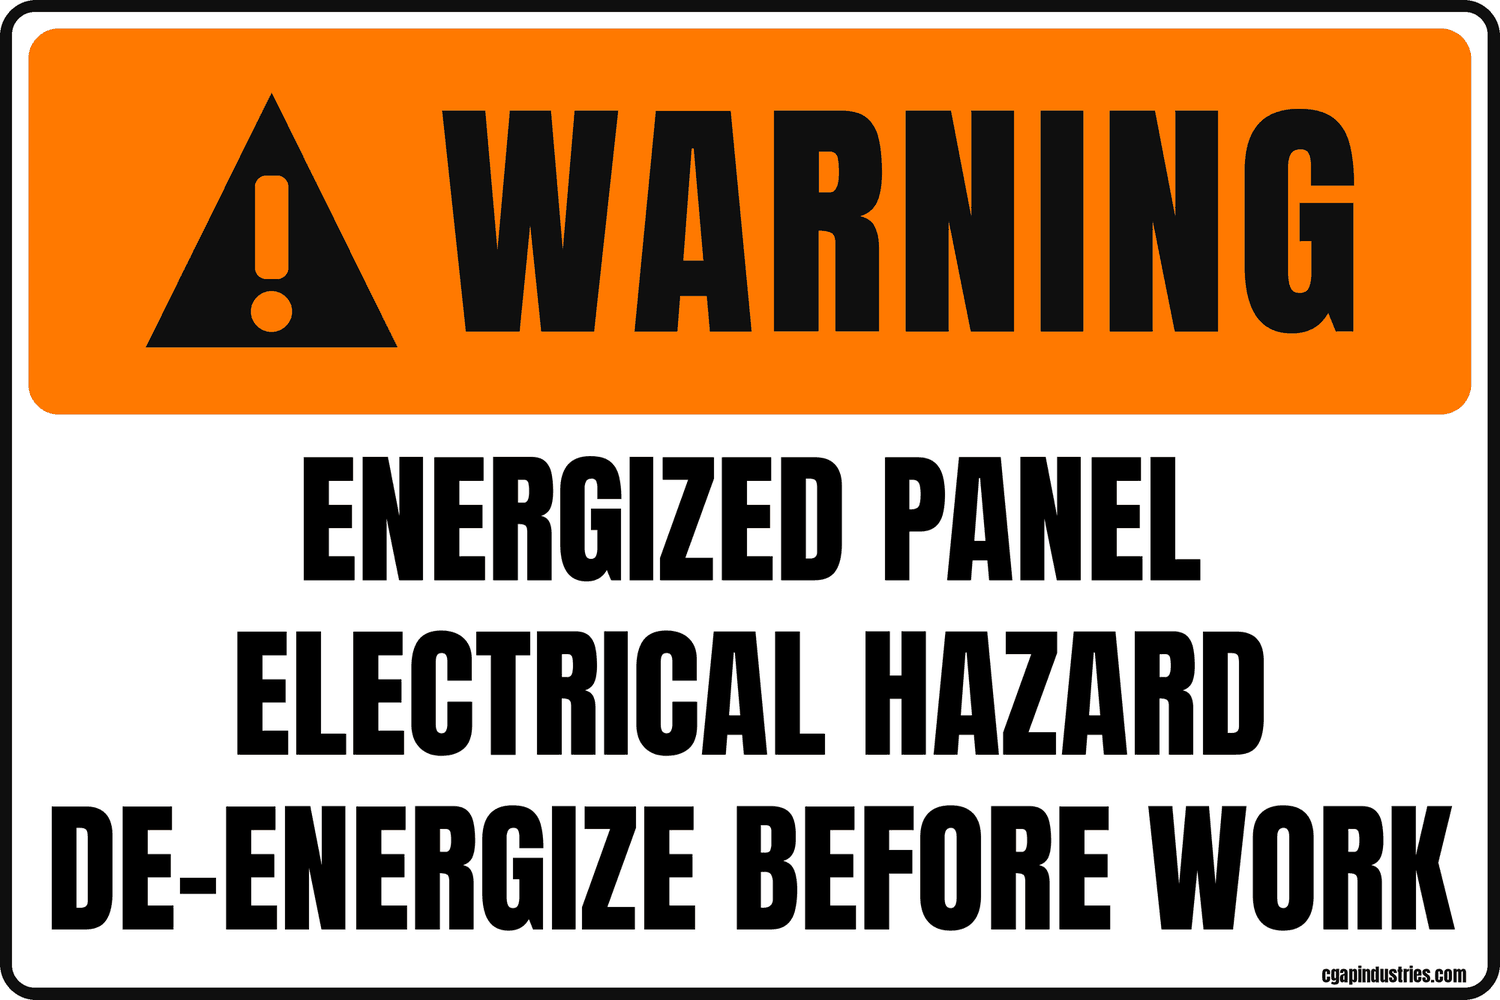 WARNING
ENERGIZED PANEL
ELECTRICAL HAZARD
DE-ENERGIZE BEFORE WORK
cgapindustries.com